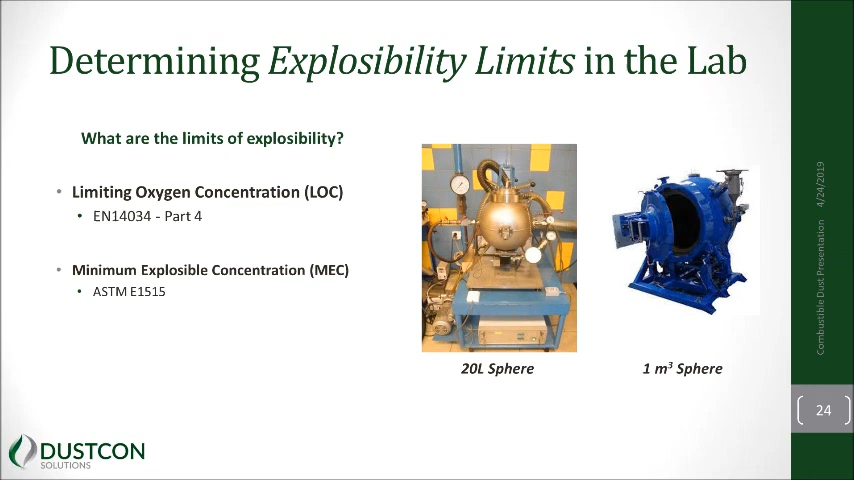 Determining Explosibility Limits in the Lab
What are the limits of explosibility?
• Limiting Oxygen Concentration (LOC)
• EN14034 - Part 4
• Minimum Explosible Concentration (MEC)
• ASTM E1515
20L Sphere
1 m³ Sphere
Combustible Dust Presentation 4/24/2019
24
DUSTCON
SOLUTIONS